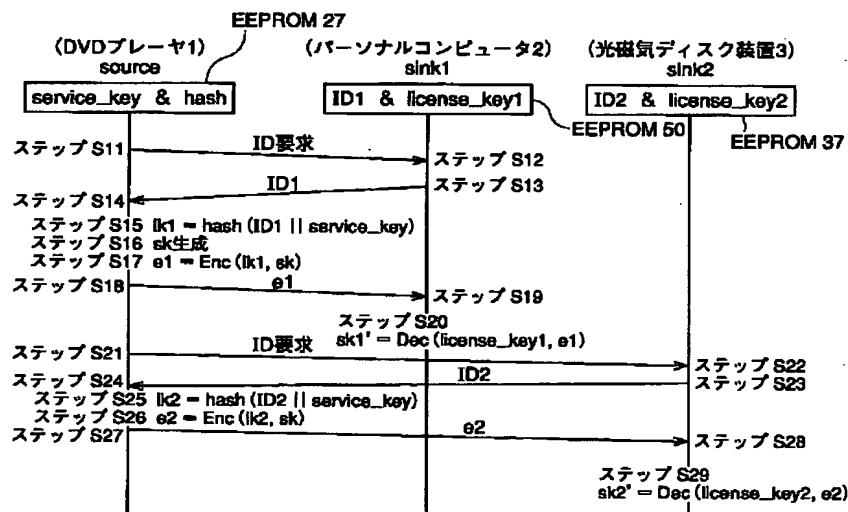 EEPROM 27
(DVDプレーヤ1)
source
(パーソナルコンピュータ2)
sink1
(光磁気ディスク装置3)
sink2
service_key & hash
ID1 & license_key1
ID2 & license_key2
EEPROM 50
EEPROM 37
ステップ S11
ID要求
ステップ S12
ID1
ステップ S13
ステップ S14
ステップ S15 lk1 = hash (ID1 || service_key)
ステップ S16 sk生成
ステップ S17 e1 = Enc (lk1, sk)
ステップ S18
e1
ステップ S19
ステップ S20
sk1' = Dec (license_key1, e1)
ステップ S21
ID要求
ステップ S22
ID2
ステップ S23
ステップ S24
ステップ S25 lk2 = hash (ID2 || service_key)
ステップ S26 e2 = Enc (lk2, sk)
ステップ S27
e2
ステップ S28
ステップ S29
sk2' = Dec (license_key2, e2)